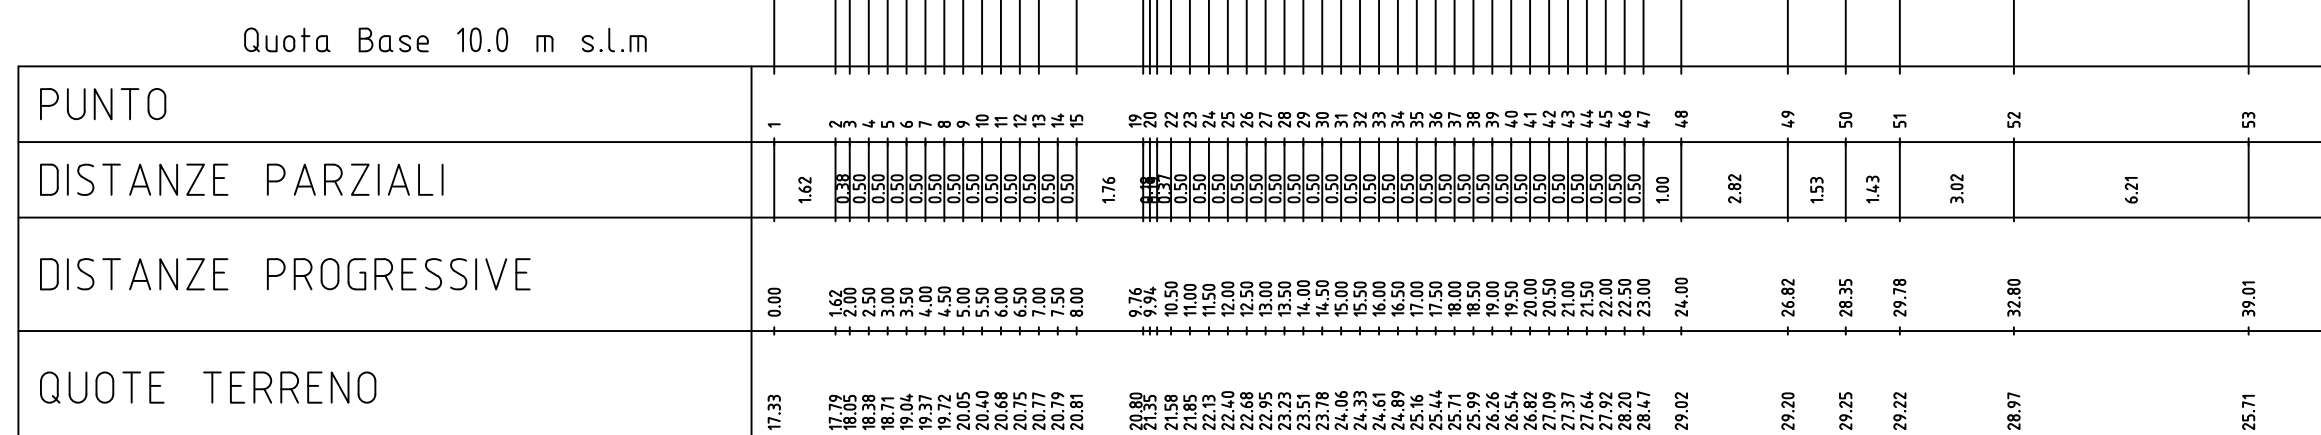 Quota Base 10.0 m s.l.m
PUNTO 1 2 3 4 5 6 7 8 9 10 11 12 13 14 15 19 20 22 23 24 25 26 27 28 29 30 31 32 33 34 35 36 37 38 39 40 41 42 43 44 45 46 47 48 49 50 51 52 53
DISTANZE PARZIALI 1.62 0.38 0.50 0.50 0.50 0.50 0.50 0.50 0.50 0.50 0.50 0.50 0.50 0.50 1.76 0.37 0.50 0.50 0.50 0.50 0.50 0.50 0.50 0.50 0.50 0.50 0.50 0.50 0.50 0.50 0.50 0.50 0.50 0.50 0.50 0.50 0.50 0.50 0.50 0.50 0.50 1.00 2.82 1.53 1.43 3.02 6.21
DISTANZE PROGRESSIVE 0.00 1.62 2.00 2.50 3.00 3.50 4.00 4.50 5.00 5.50 6.00 6.50 7.00 7.50 8.00 9.76 9.94 10.50 11.00 11.50 12.00 12.50 13.00 13.50 14.00 14.50 15.00 15.50 16.00 16.50 17.00 17.50 18.00 18.50 19.00 19.50 20.00 20.50 21.00 21.50 22.00 22.50 23.00 24.00 26.82 28.35 29.78 32.80 39.01
QUOTE TERRENO 17.33 17.79 18.05 18.38 18.71 19.04 19.37 19.72 20.05 20.40 20.68 20.75 20.77 20.79 20.81 20.80 21.35 21.58 21.85 22.13 22.40 22.68 22.95 23.23 23.51 23.78 24.06 24.33 24.61 24.89 25.16 25.44 25.71 25.99 26.26 26.54 26.82 27.09 27.37 27.64 27.92 28.20 28.47 29.02 29.20 29.25 29.22 28.97 25.71